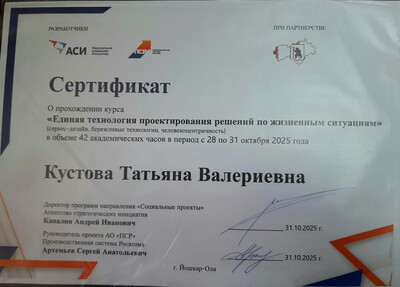 РАЗРАБОТЧИКИ
ПРИ ПАРТНЕРСТВЕ
АСИ
Сертификат
О прохождении курса
«Единая технология проектирования решений по жизненным ситуациям»
(сервис-дизайн, бережливые технологии, человекоцентричность)
в объеме 42 академических часов в период с 28 по 31 октября 2025 года
Кустова Татьяна Валериевна
Директор программ направления «Социальные проекты»
Агентство стратегических инициатив
Капалин Андрей Иванович
31.10.2025 г.
Руководитель проекта АО «ПСР»
Производственная система Росатома
Артемьев Сергей Анатольевич
31.10.2025 г.
г. Йошкар-Ола